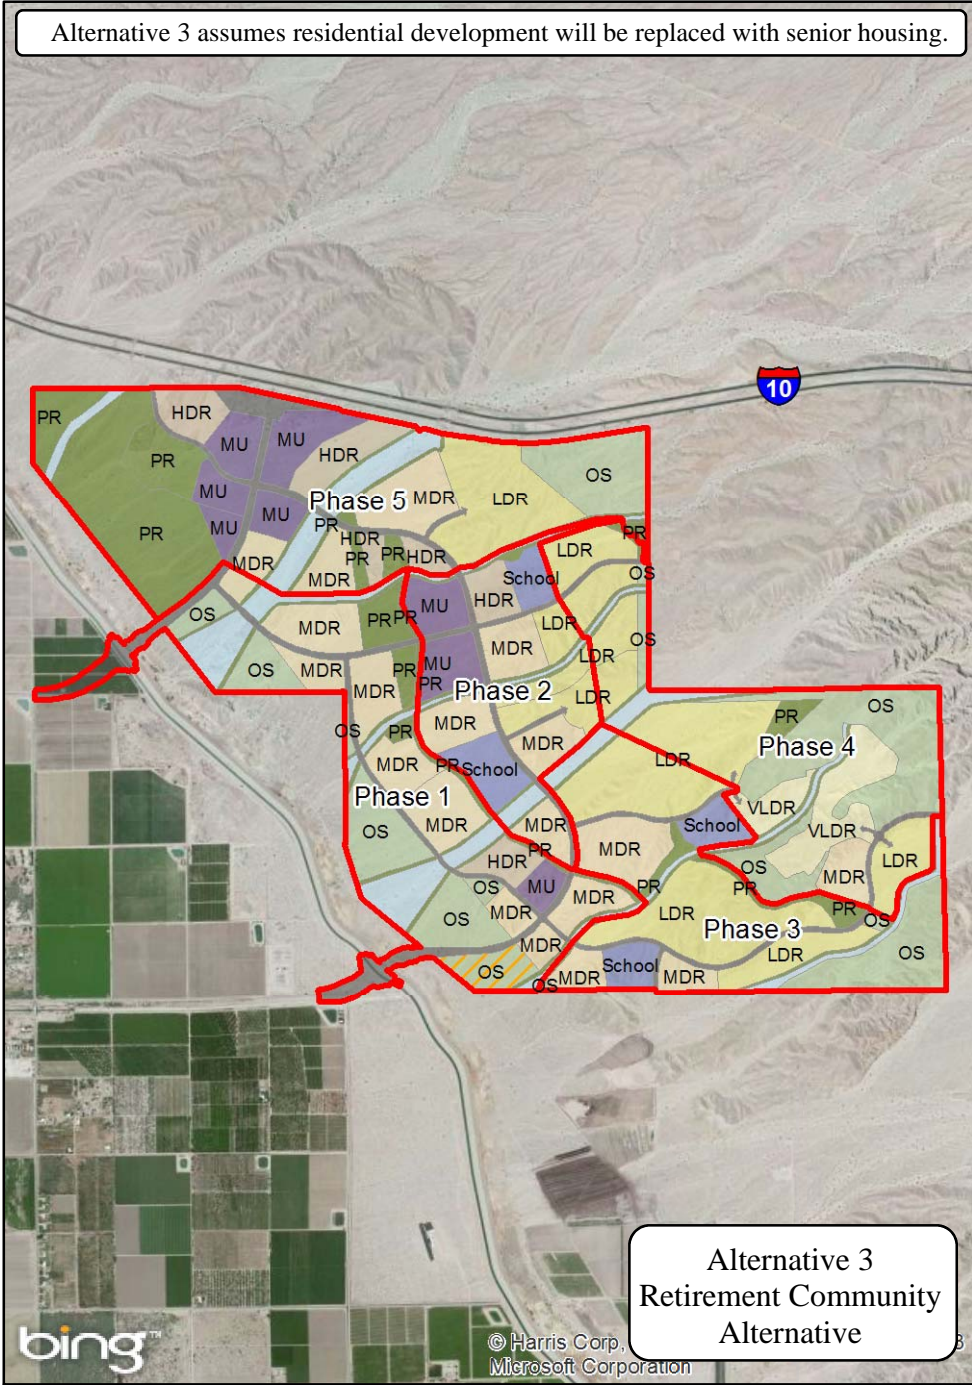 Alternative 3 assumes residential development will be replaced with senior housing.
10
PR
HDR
MU
MU
HDR
OS
PR
MU
Phase 5
MDR
LDR
PR
MU
MU
PR
HDR
PR
PR
HDR
PR
LDR
MDR
MDR
School
OS
OS
MDR
PR
PR
MU
HDR
LDR
OS
OS
MDR
MDR
PR
MU
PR
MDR
LDR
Phase 2
LDR
OS
PR
MDR
MDR
PR
OS
Phase 4
MDR
PR
School
LDR
Phase 1
VLDR
OS
MDR
MDR
School
VLDR
HDR
PR
MDR
LDR
OS
MDR
OS
MU
MDR
PR
PR
OS
MDR
LDR
PR
OS
Phase 3
MDR
LDR
OS
OS
OS
MDR
School
MDR
Alternative 3
Retirement Community
Alternative
bing™
© Harris Corp,
3
Microsoft Corporation